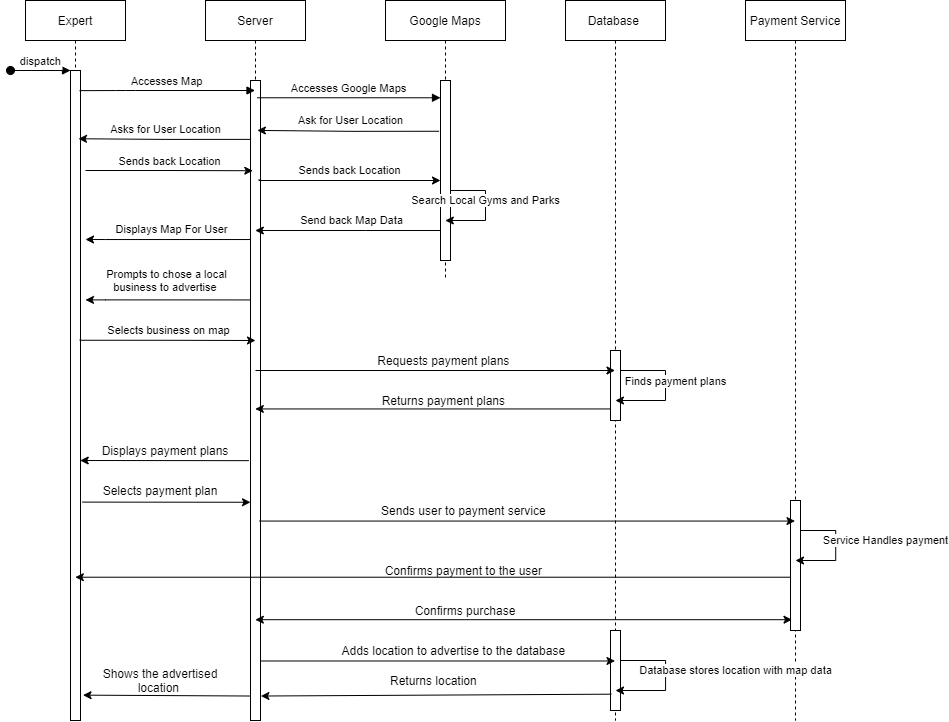 Expert
Server
Google Maps
Database
Payment Service
dispatch
Accesses Map
Accesses Google Maps
Ask for User Location
Asks for User Location
Sends back Location
Sends back Location
Search Local Gyms and Parks
Send back Map Data
Displays Map For User
Prompts to chose a local
business to advertise
Selects business on map
Requests payment plans
Finds payment plans
Returns payment plans
Displays payment plans
Selects payment plan
Sends user to payment service
Service Handles payment
Confirms payment to the user
Confirms purchase
Adds location to advertise to the database
Database stores location with map data
Returns location
Shows the advertised
location